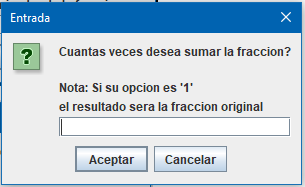 Entrada
Cuantas veces desea sumar la fraccion?
Nota: Si su opcion es '1'
el resultado sera la fraccion original
Aceptar
Cancelar